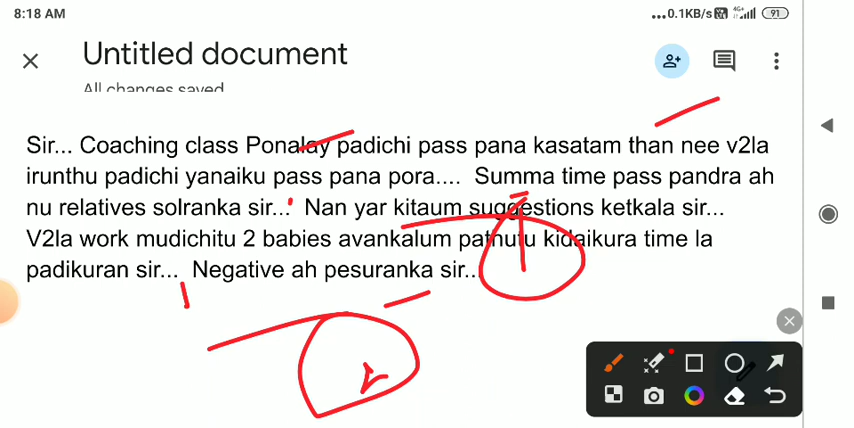 8:18 AM
...0.1KB/s 4G+ 91
Untitled document
All changes saved
Sir... Coaching class Ponalay padichi pass pana kasatam than nee v2la
irunthu padichi yanaiku pass pana pora.... Summa time pass pandra ah
nu relatives solranka sir... Nan yar kitaum suggestions ketkala sir...
V2la work mudichitu 2 babies avankalum pathutu kidaikura time la
padikuran sir... Negative ah pesuranka sir...